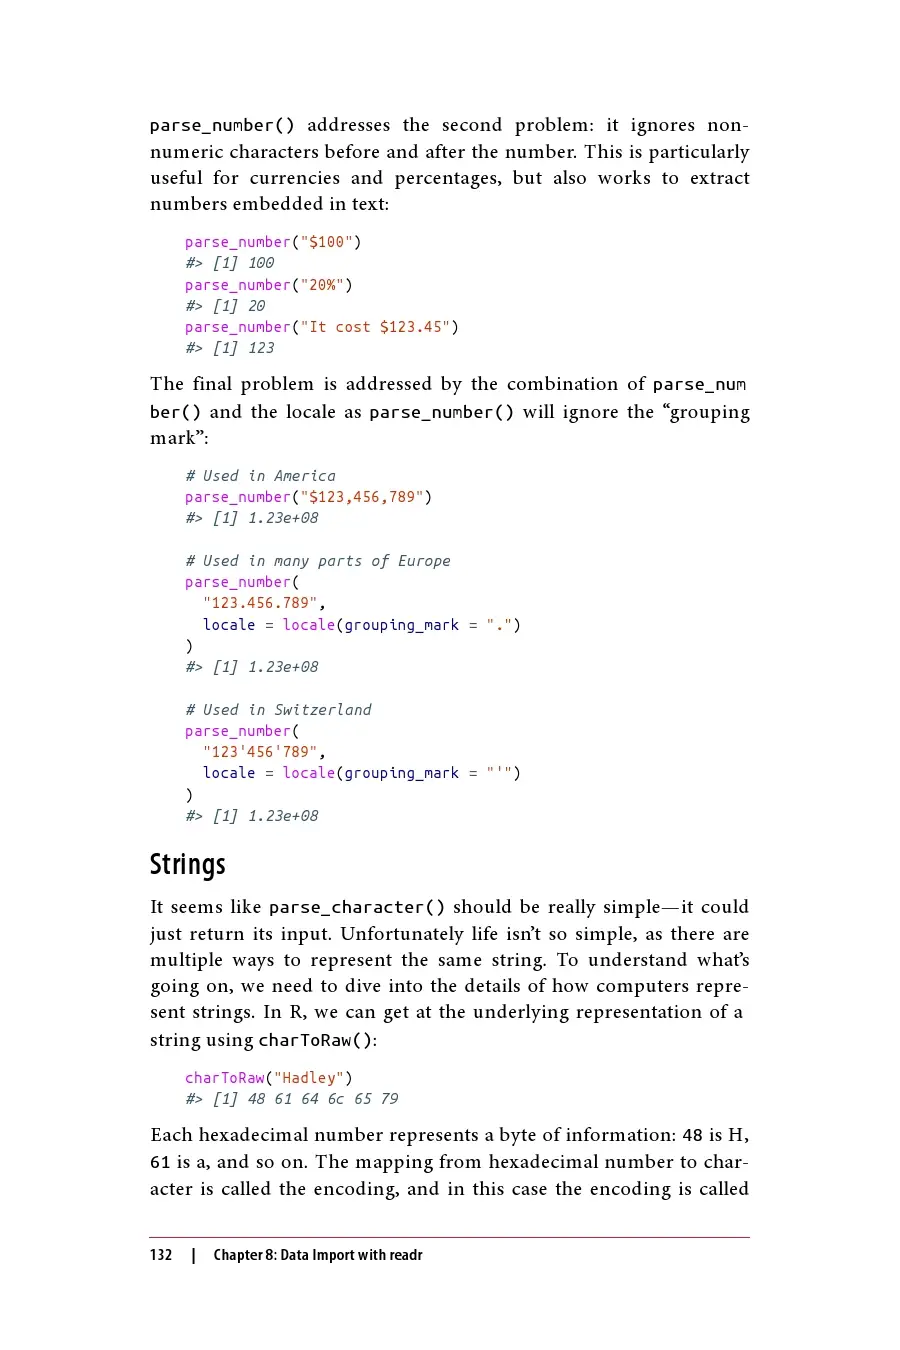 parse_number() addresses the second problem: it ignores non-
numeric characters before and after the number. This is particularly
useful for currencies and percentages, but also works to extract
numbers embedded in text:
parse_number("$100")
#> [1] 100
parse_number("20%")
#> [1] 20
parse_number("It cost $123.45")
#> [1] 123
The final problem is addressed by the combination of parse_num
ber() and the locale as parse_number() will ignore the “grouping
mark”:
# Used in America
parse_number("$123,456,789")
#> [1] 1.23e+08
# Used in many parts of Europe
parse_number(
"123.456.789",
locale = locale(grouping_mark = ".")
)
#> [1] 1.23e+08
# Used in Switzerland
parse_number(
"123'456'789",
locale = locale(grouping_mark = "'")
)
#> [1] 1.23e+08
Strings
It seems like parse_character() should be really simple—it could
just return its input. Unfortunately life isn’t so simple, as there are
multiple ways to represent the same string. To understand what’s
going on, we need to dive into the details of how computers repre-
sent strings. In R, we can get at the underlying representation of a
string using charToRaw():
charToRaw("Hadley")
#> [1] 48 61 64 6c 65 79
Each hexadecimal number represents a byte of information: 48 is H,
61 is a, and so on. The mapping from hexadecimal number to char-
acter is called the encoding, and in this case the encoding is called
132 | Chapter 8: Data Import with readr